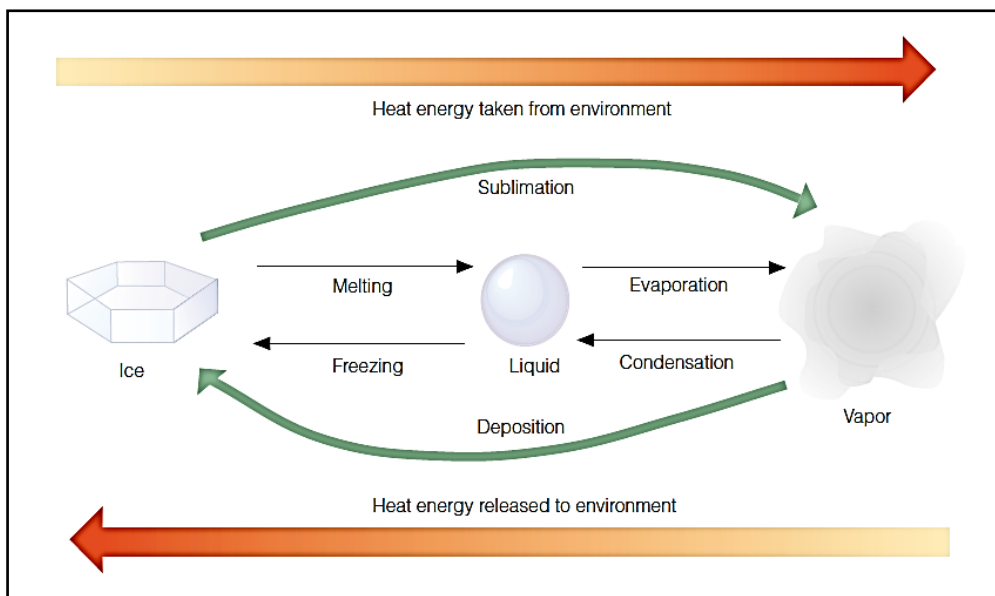 Heat energy taken from environment
Sublimation
Melting
Evaporation
Ice
Freezing
Liquid
Condensation
Vapor
Deposition
Heat energy released to environment